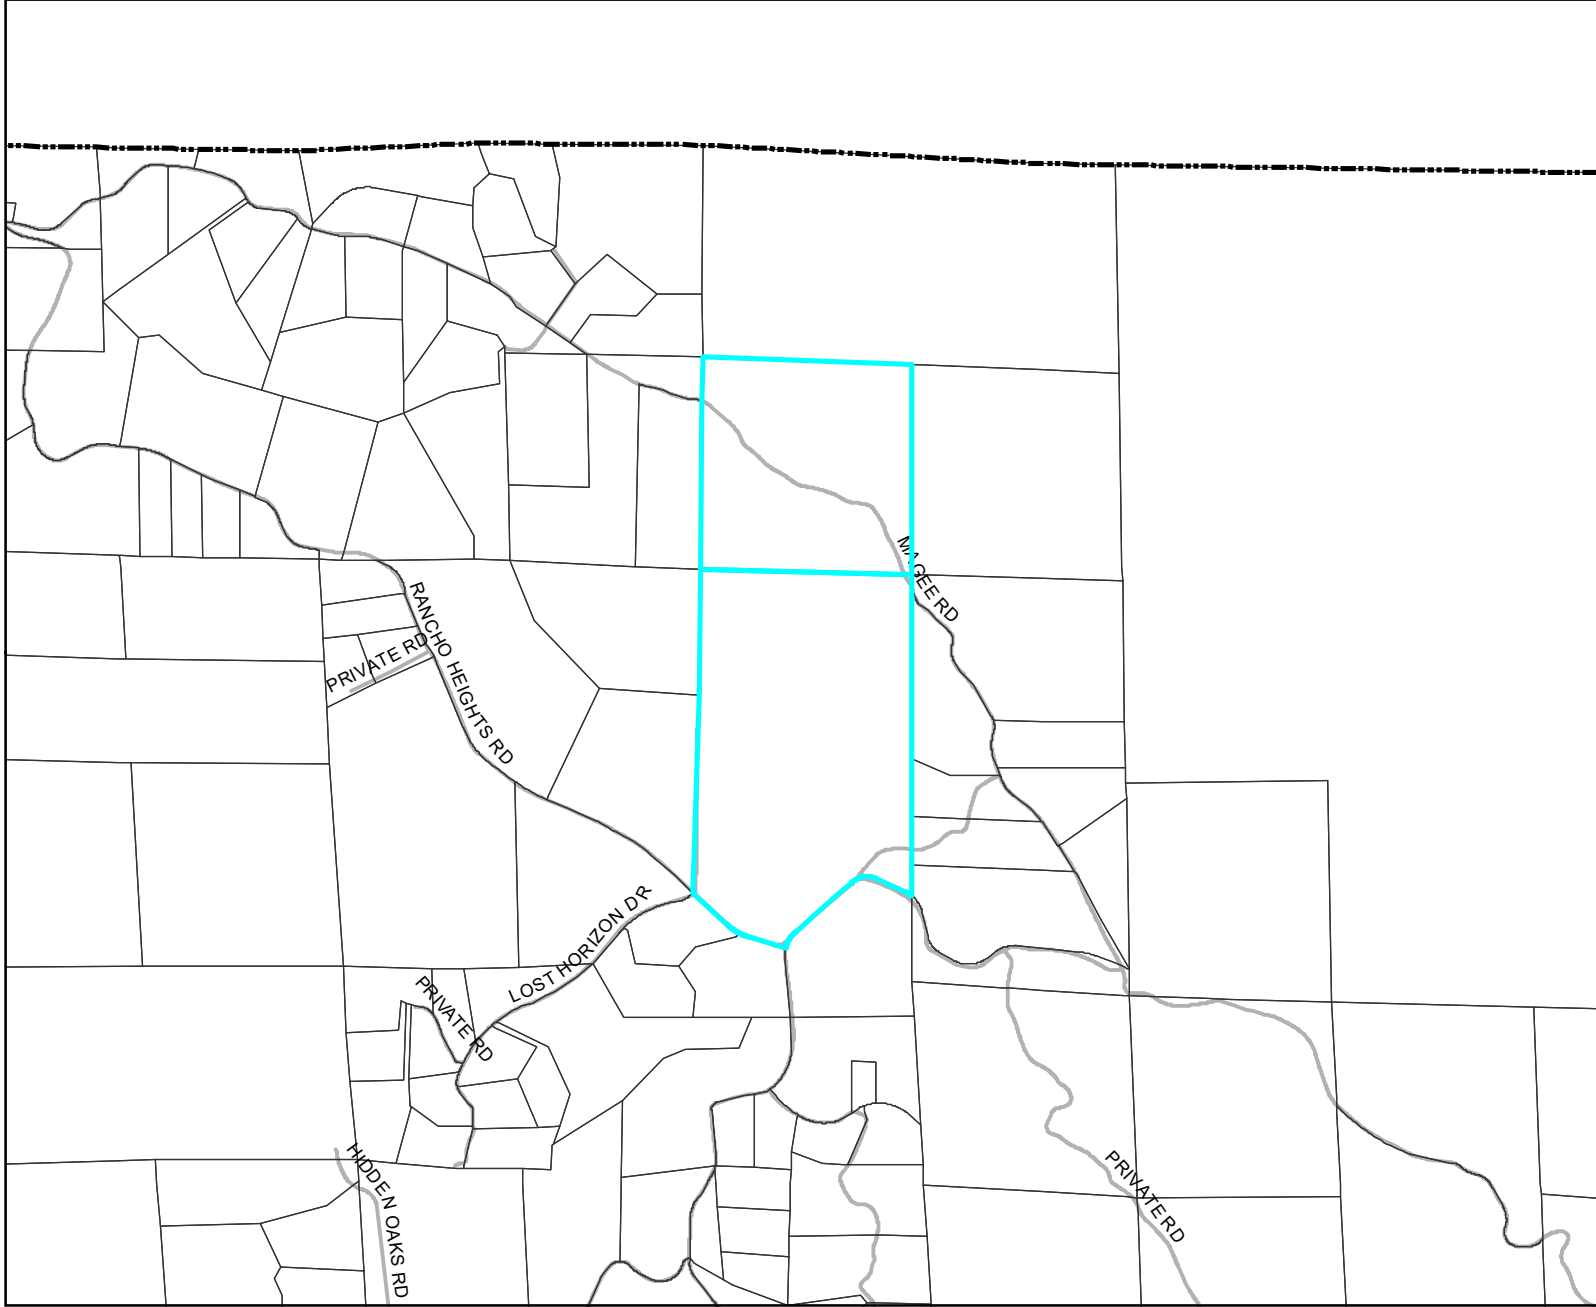 MAGEE RD
RANCHO HEIGHTS RD
PRIVATE RD
LOST HORIZON DR
PRIVATE RD
HIDDEN OAKS RD
PRIVATE RD